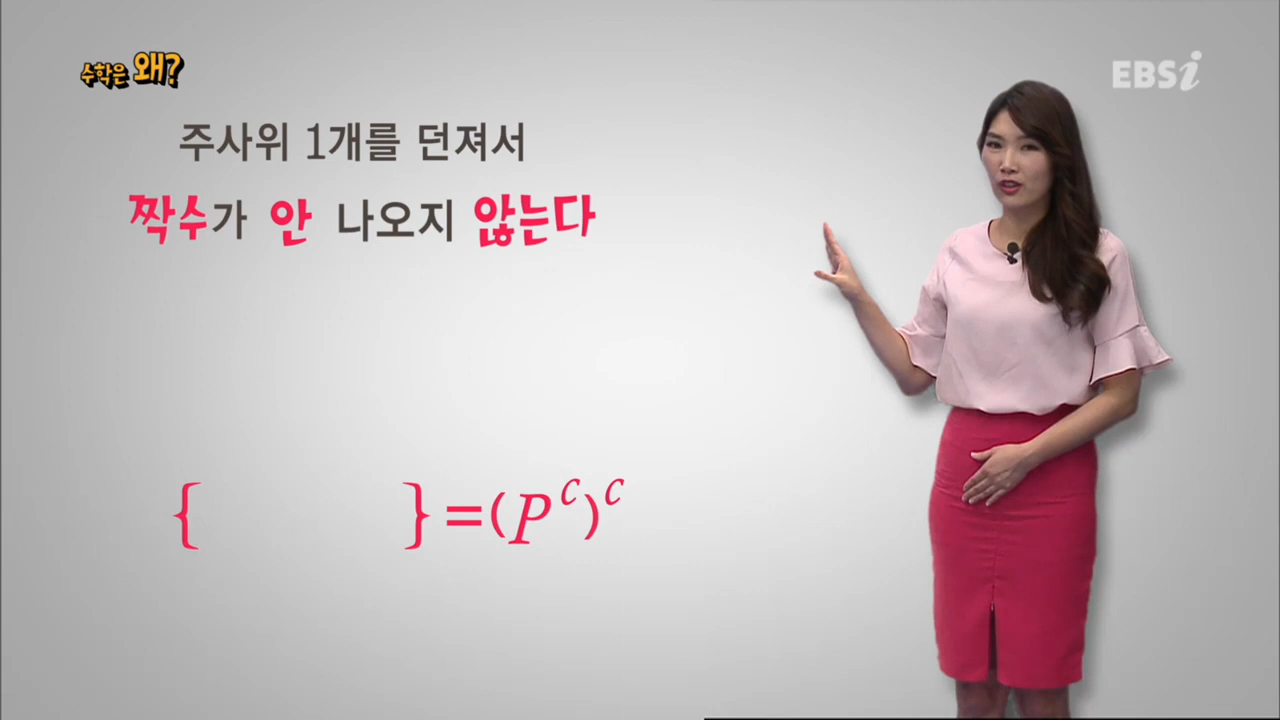 수학은 왜?
EBSi
주사위 1개를 던져서
짝수가 안 나오지 않는다
{ } = (P^c)^c